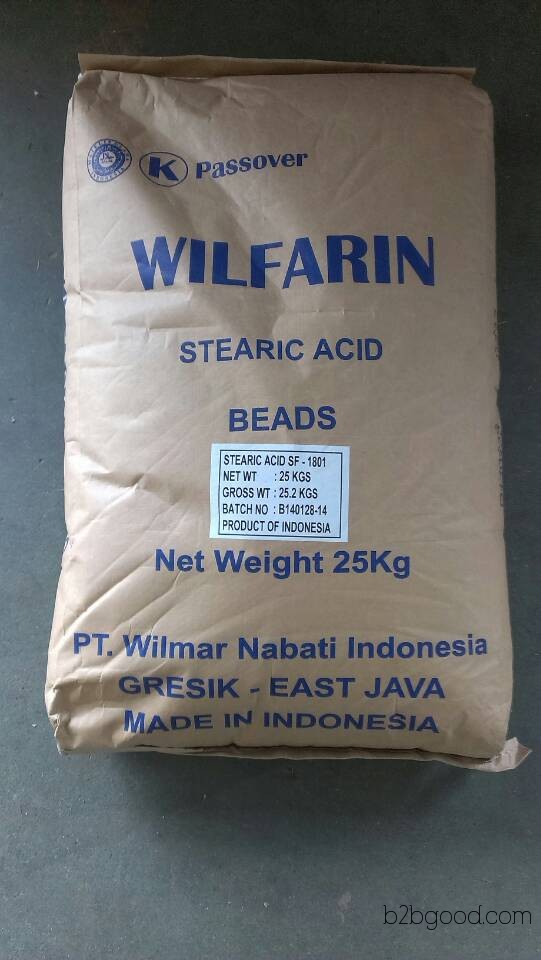 K Passover
WILFARIN
STEARIC ACID
BEADS
STEARIC ACID SF - 1801
NET WT : 25 KGS
GROSS WT : 25.2 KGS
BATCH NO : B140128-14
PRODUCT OF INDONESIA
Net Weight 25Kg
PT. Wilmar Nabati Indonesia
GRESIK - EAST JAVA
MADE IN INDONESIA
b2bgood.com